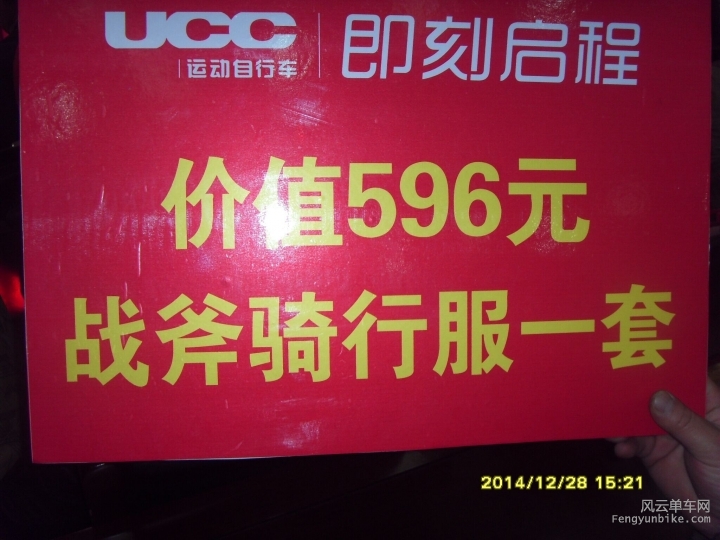 UCC 即刻启程
运动自行车
价值596元
战斧骑行服一套
2014/12/28 15:21
风云单车网
Fengyunbike.com